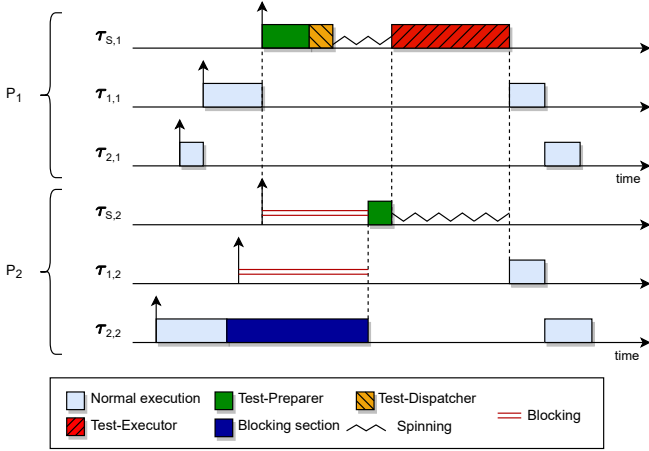 τS,1
P1
τ1,1
τ2,1
time
τS,2
P2
τ1,2
τ2,2
time
Normal execution
Test-Preparer
Test-Dispatcher
Blocking
Test-Executor
Blocking section
Spinning